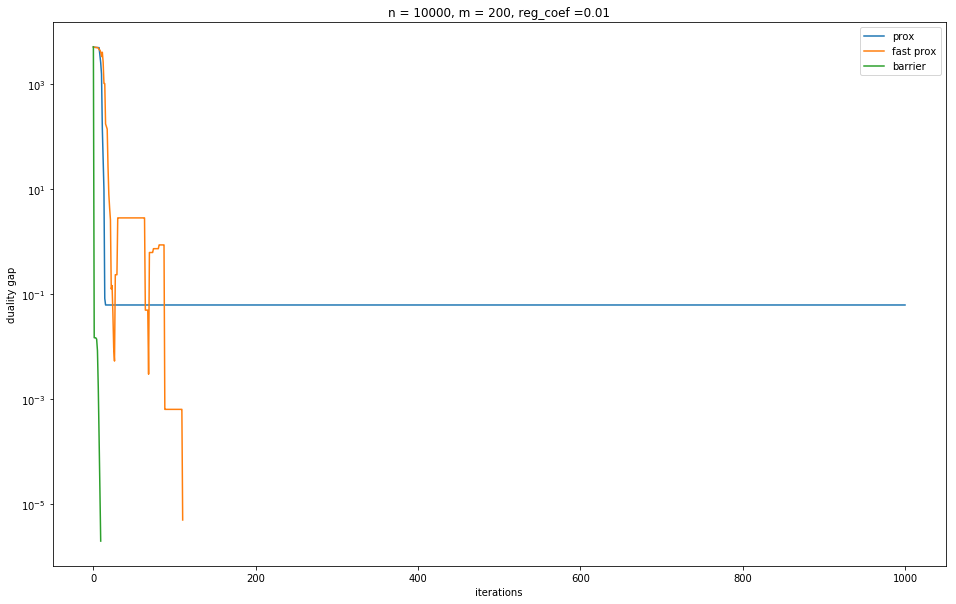 n = 10000, m = 200, reg_coef =0.01
prox
fast prox
barrier
duality gap
10³
10¹
10⁻¹
10⁻³
10⁻⁵
0 200 400 600 800 1000
iterations